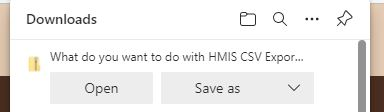 Downloads
What do you want to do with HMIS CSV Expor...
Open
Save as